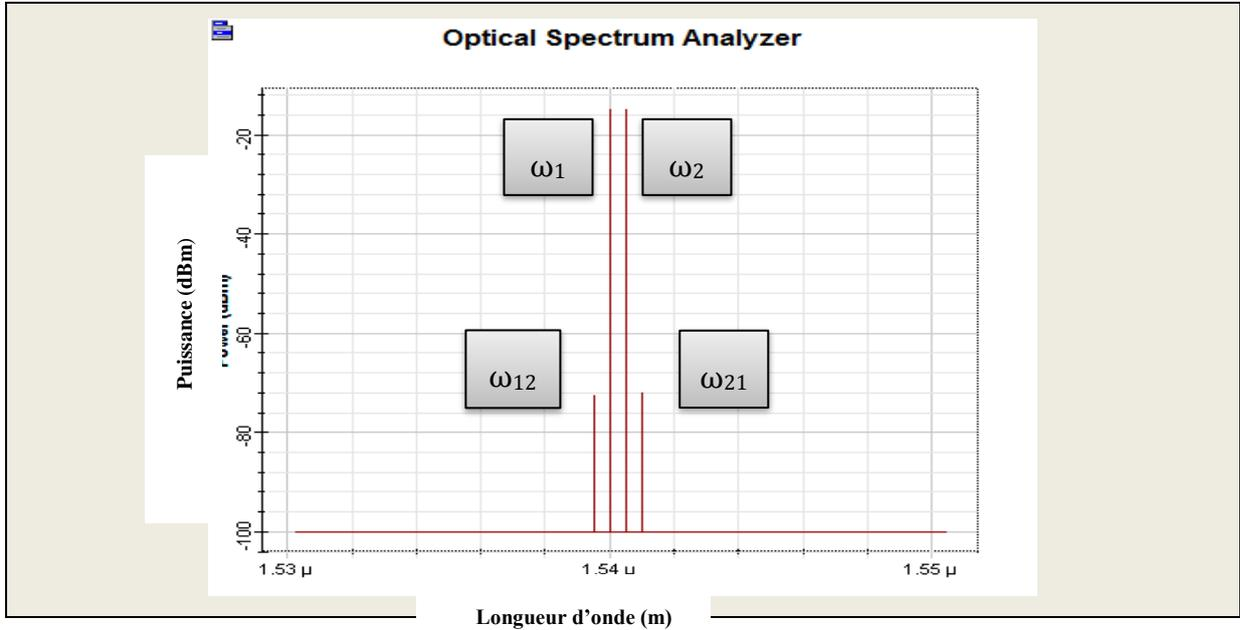 Optical Spectrum Analyzer
-20
ω1
ω2
-40
Puissance (dBm)
-60
ω12
ω21
-80
-100
1.53 µ
1.54 µ
1.55 µ
Longueur d'onde (m)